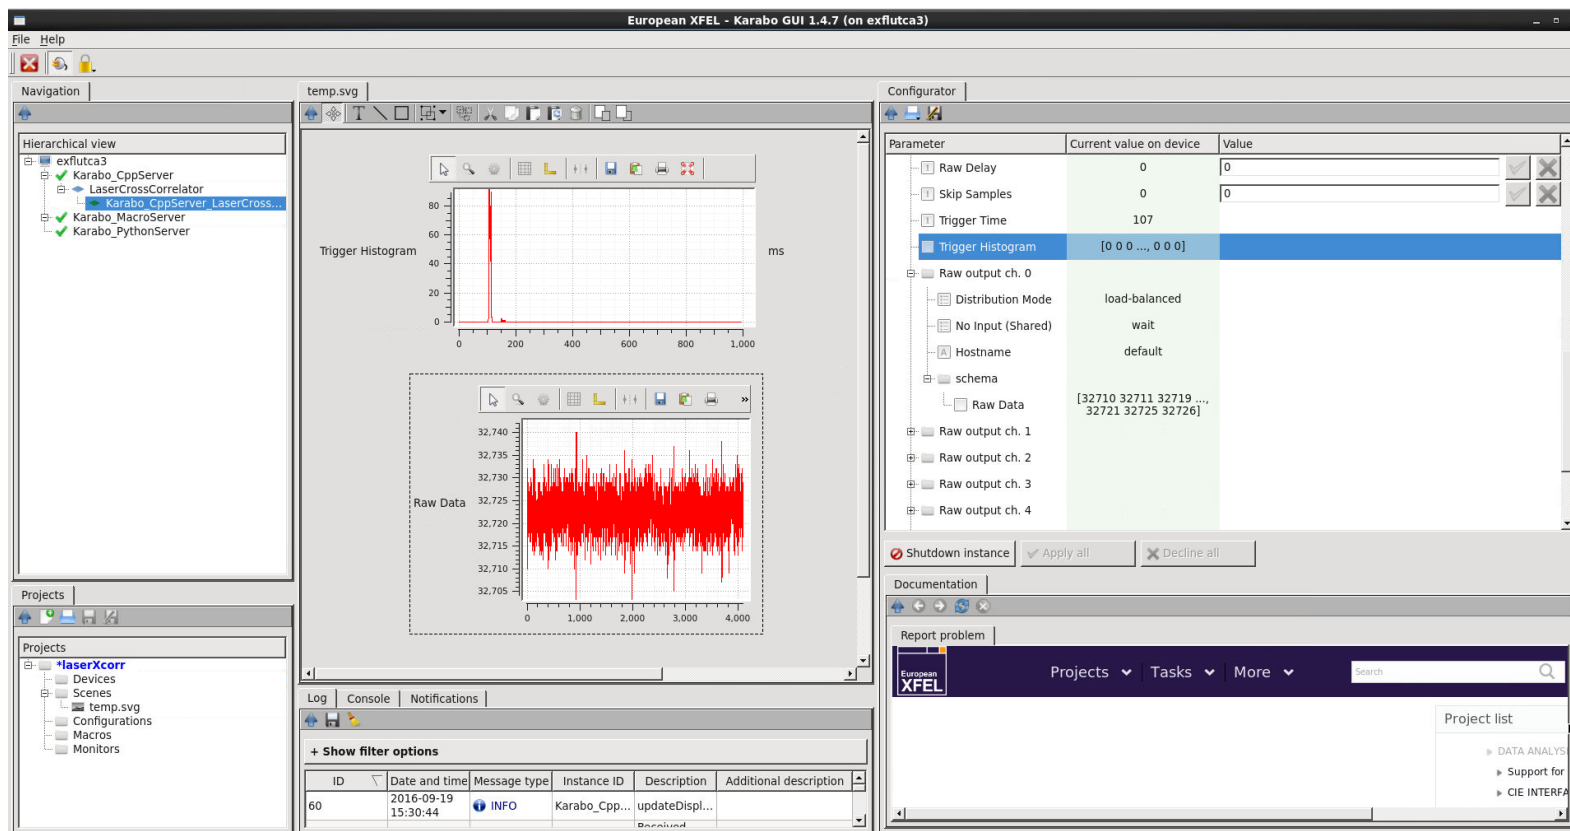 European XFEL - Karabo GUI 1.4.7 (on exflutca3)
File Help
Navigation
Hierarchical view
exflutca3
Karabo_CppServer
LaserCrossCorrelator
Karabo_CppServer_LaserCross...
Karabo_MacroServer
Karabo_PythonServer
Projects
Projects
*laserXcorr
Devices
Scenes
temp.svg
Configurations
Macros
Monitors
temp.svg
T
Trigger Histogram
80
60
40
20
0
0 200 400 600 800 1,000
ms
Raw Data
32,740
32,735
32,730
32,725
32,720
32,715
32,710
32,705
0 1,000 2,000 3,000 4,000
»
Log Console Notifications
+ Show filter options
ID Date and time Message type Instance ID Description Additional description
60 2016-09-19 15:30:44 INFO Karabo_Cpp... updateDispl...
Received
Configurator
Parameter Current value on device Value
Raw Delay 0 0
Skip Samples 0 0
Trigger Time 107
Trigger Histogram [0 0 0 ..., 0 0 0]
Raw output ch. 0
Distribution Mode load-balanced
No Input (Shared) wait
Hostname default
schema
Raw Data [32710 32711 32719 ...,
32721 32725 32726]
Raw output ch. 1
Raw output ch. 2
Raw output ch. 3
Raw output ch. 4
Shutdown instance Apply all Decline all
Documentation
Report problem
European
XFEL
Projects Tasks More Search
Project list
DATA ANALYS
Support for
CIE INTERFA